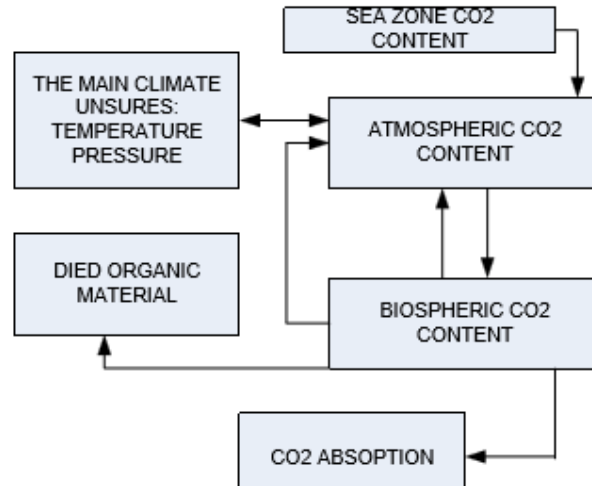 SEA ZONE CO2
CONTENT
THE MAIN CLIMATE
UNSURES:
TEMPERATURE
PRESSURE
ATMOSPHERIC CO2
CONTENT
DIED ORGANIC
MATERIAL
BIOSPHERIC CO2
CONTENT
CO2 ABSOPTION